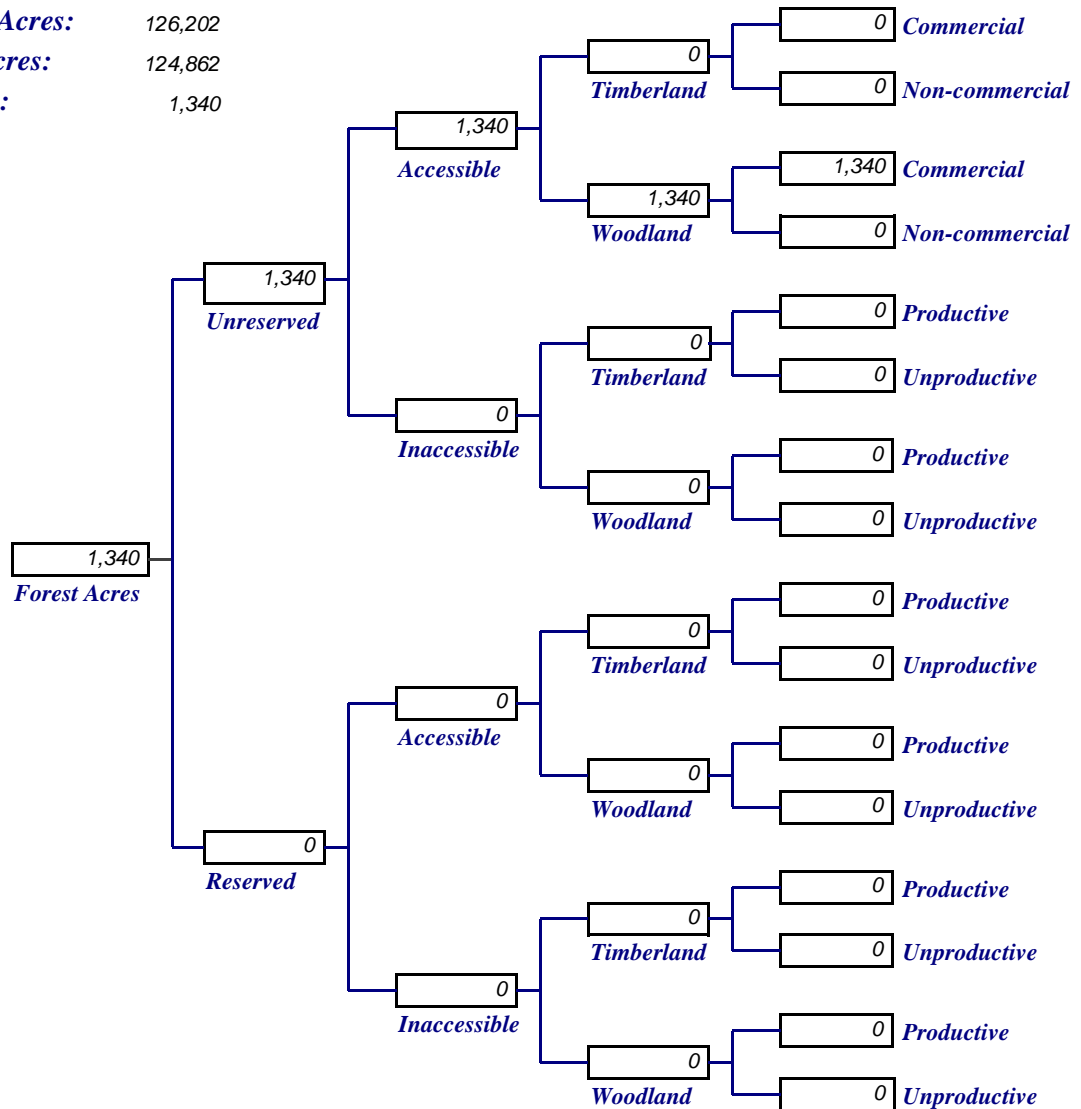 Acres: 126,202
cres: 124,862
: 1,340
0 Commercial
0
Timberland
0 Non-commercial
1,340
Accessible
1,340 Commercial
1,340
Woodland
0 Non-commercial
1,340
Unreserved
0 Productive
0
Timberland
0 Unproductive
0
Inaccessible
0 Productive
0
Woodland
0 Unproductive
1,340
Forest Acres
0 Productive
0
Timberland
0 Unproductive
0
Accessible
0 Productive
0
Woodland
0 Unproductive
0
Reserved
0 Productive
0
Timberland
0 Unproductive
0
Inaccessible
0 Productive
0
Woodland
0 Unproductive